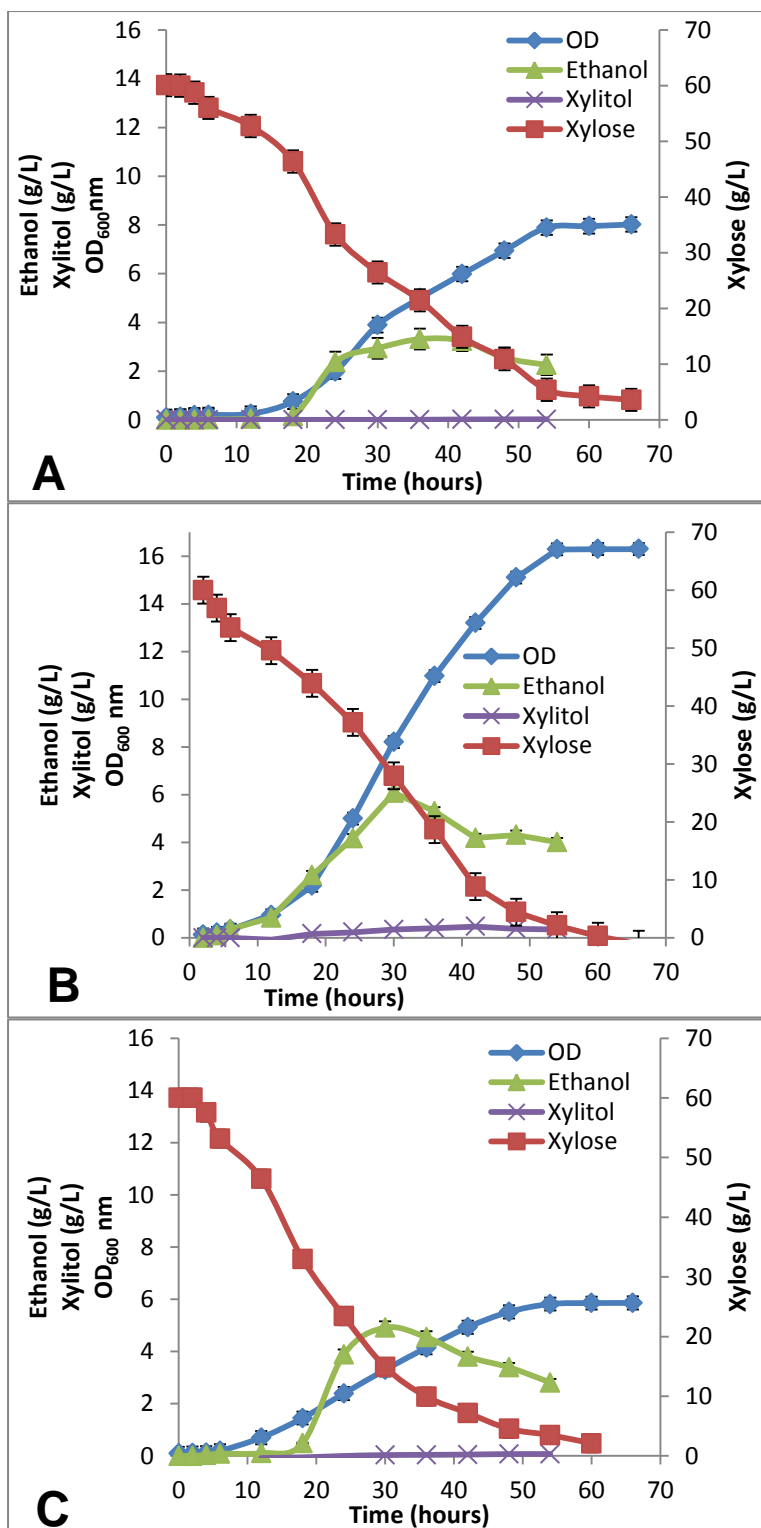 16
14
12
10
8
6
4
2
0
Ethanol (g/L)
Xylitol (g/L)
OD600nm
OD
Ethanol
Xylitol
Xylose
70
60
50
40
30
20
10
0
Xylose (g/L)
0 10 20 30 40 50 60 70
Time (hours)
A
16
14
12
10
8
6
4
2
0
Ethanol (g/L)
Xylitol (g/L)
OD600 nm
OD
Ethanol
Xylitol
Xylose
70
60
50
40
30
20
10
0
Xylose (g/L)
0 10 20 30 40 50 60 70
Time (hours)
B
16
14
12
10
8
6
4
2
0
Ethanol (g/L)
Xylitol (g/L)
OD600 nm
OD
Ethanol
Xylitol
Xylose
70
60
50
40
30
20
10
0
Xylose (g/L)
0 10 20 30 40 50 60 70
Time (hours)
C